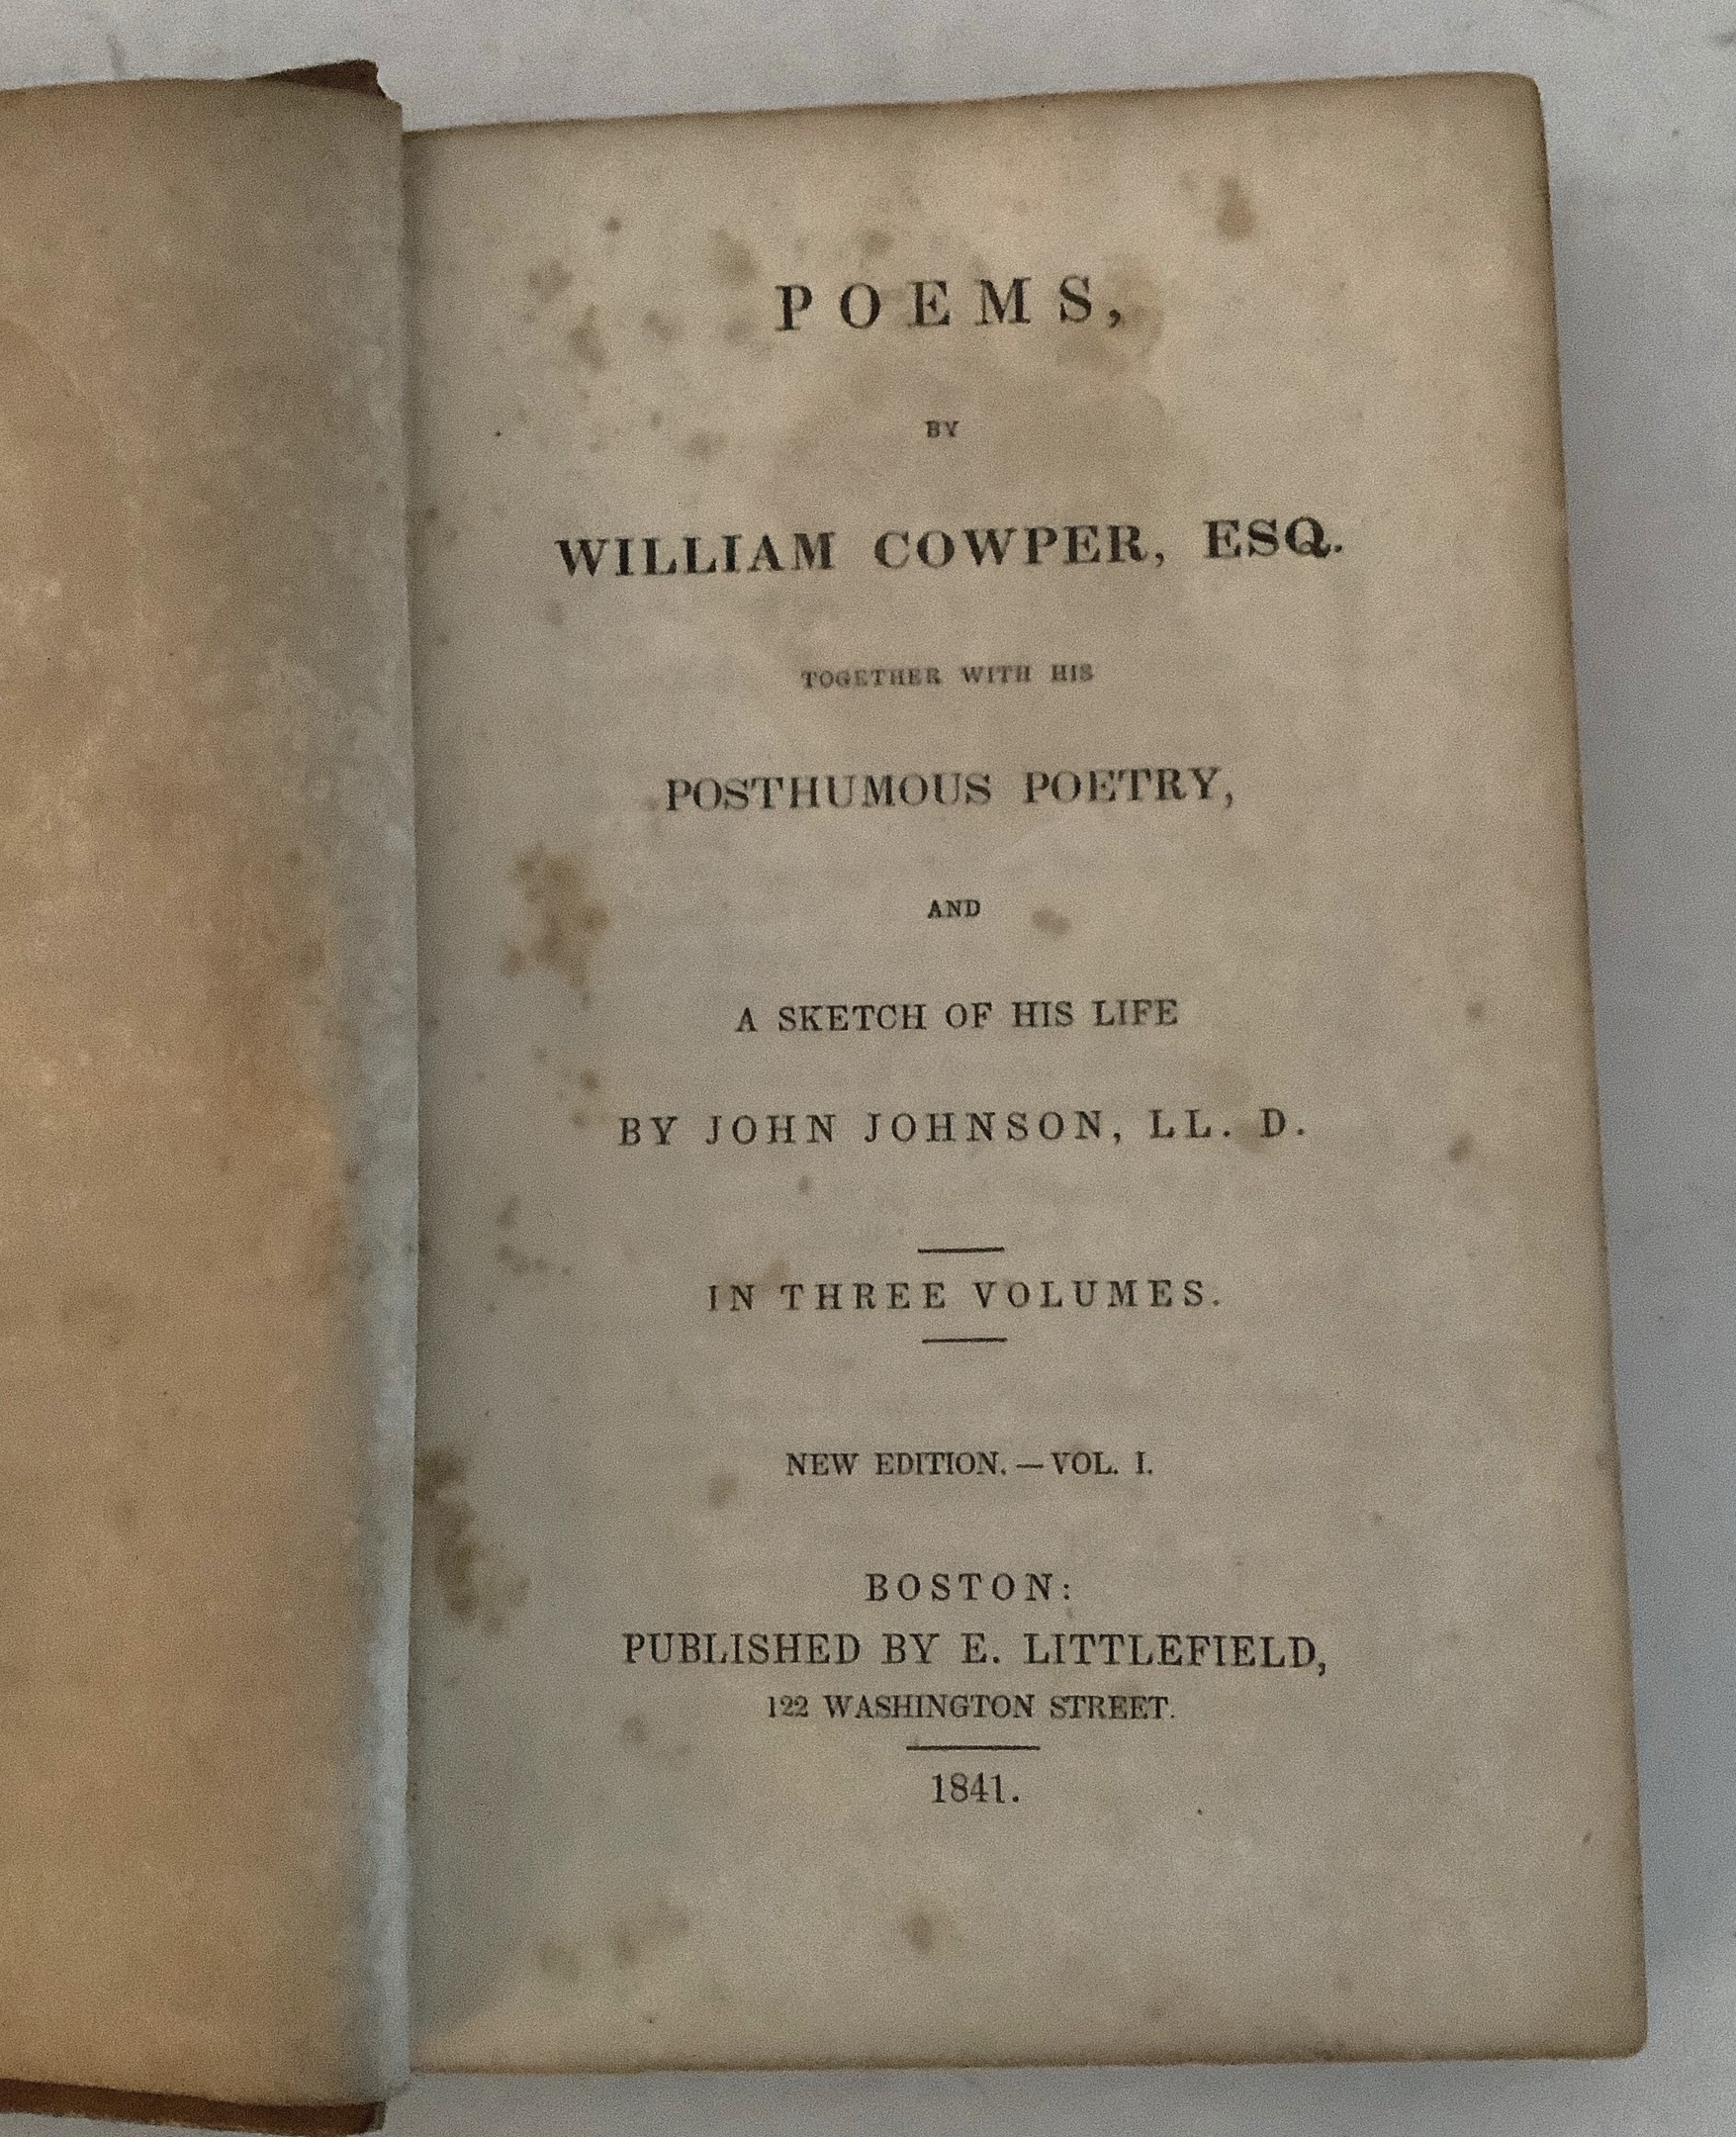 POEMS,
BY
WILLIAM COWPER, ESQ.
TOGETHER WITH HIS
POSTHUMOUS POETRY,
AND
A SKETCH OF HIS LIFE
BY JOHN JOHNSON, LL. D.
IN THREE VOLUMES.
NEW EDITION.—VOL. I.
BOSTON:
PUBLISHED BY E. LITTLEFIELD,
122 WASHINGTON STREET.
1841.